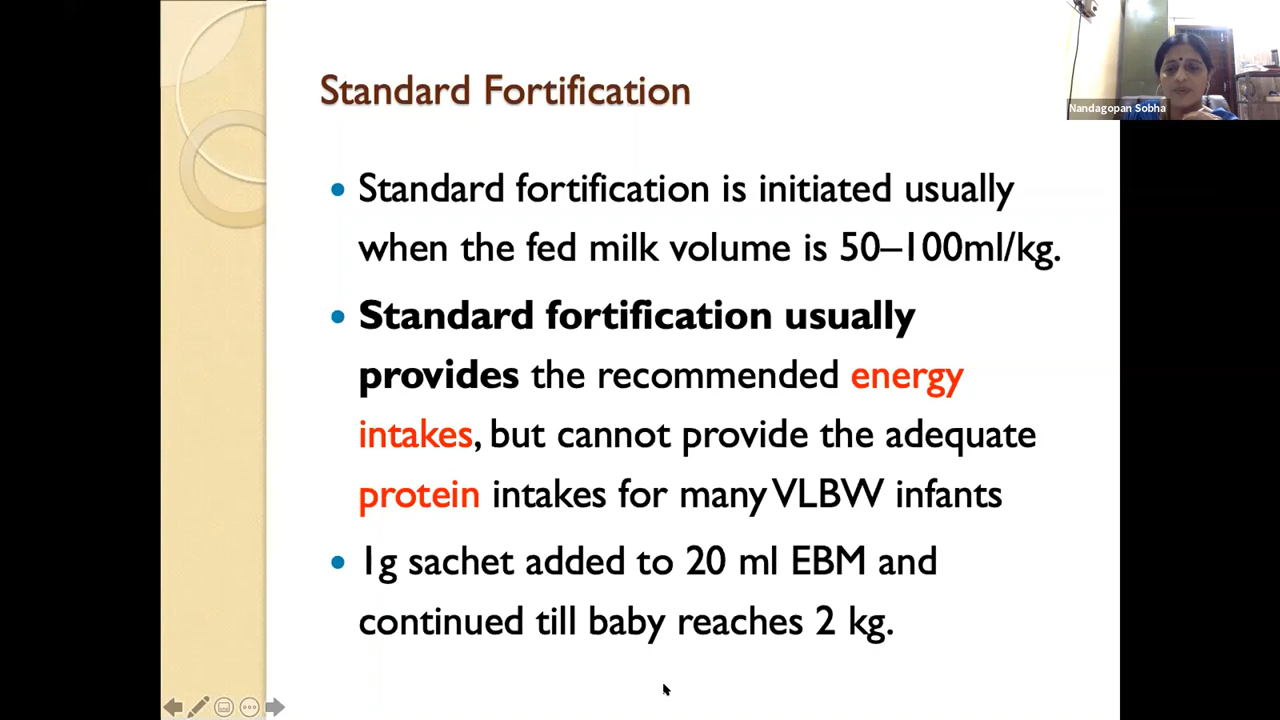 Standard Fortification
Nandagopan Sobha
• Standard fortification is initiated usually
when the fed milk volume is 50–100ml/kg.
• Standard fortification usually
provides the recommended energy
intakes, but cannot provide the adequate
protein intakes for many VLBW infants
• 1g sachet added to 20 ml EBM and
continued till baby reaches 2 kg.